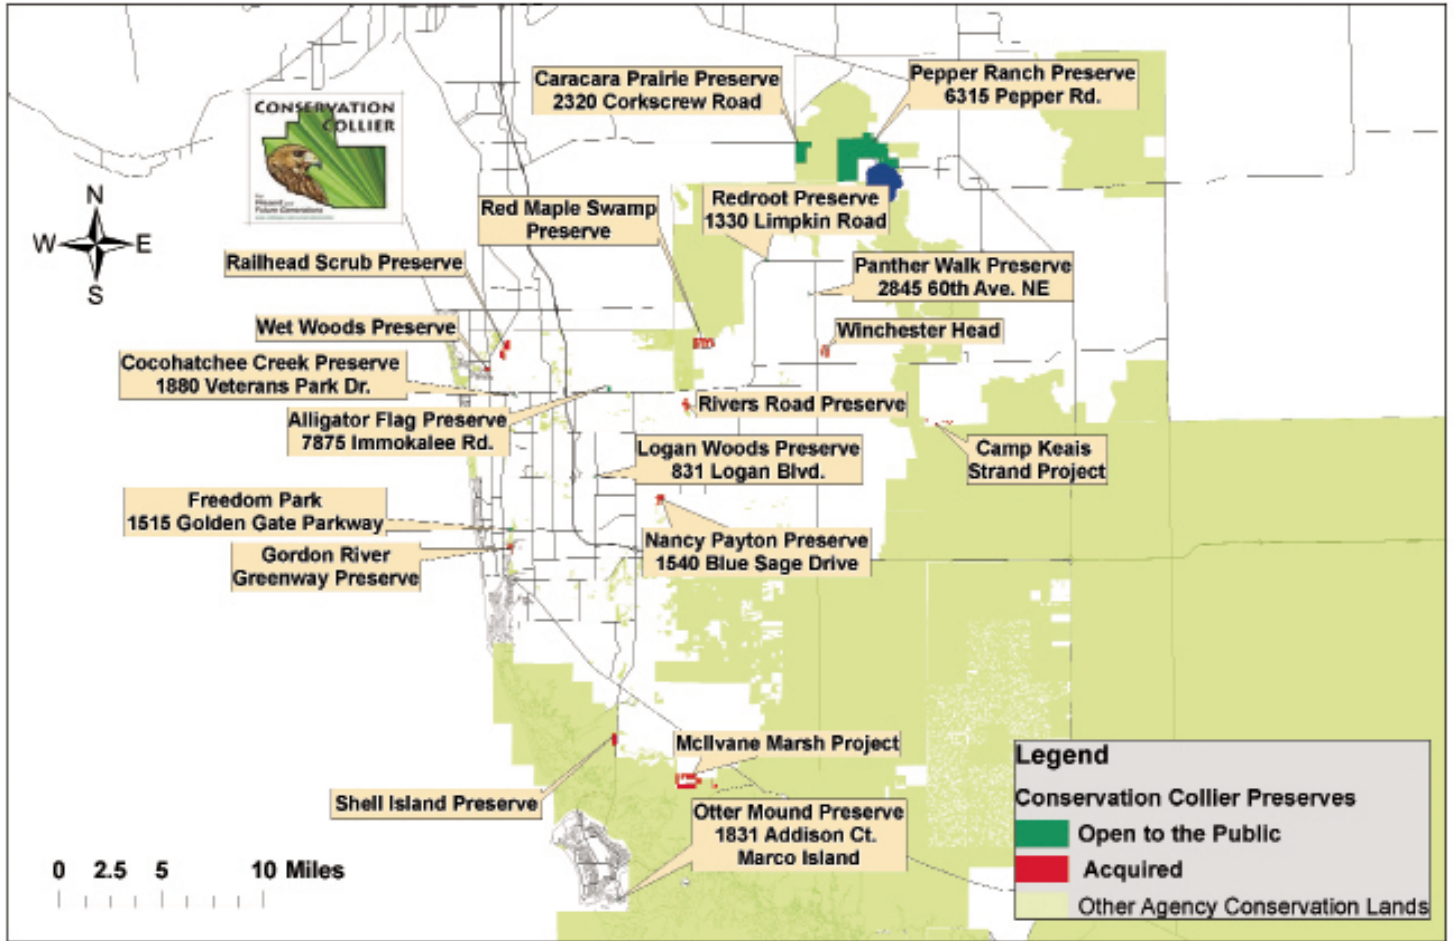 CONSERVATION
COLLIER
Future Generations
N
W
E
S
Caracara Prairie Preserve
2320 Corkscrew Road
Pepper Ranch Preserve
6315 Pepper Rd.
Red Maple Swamp
Preserve
Redroot Preserve
1330 Limpkin Road
Railhead Scrub Preserve
Panther Walk Preserve
2845 60th Ave. NE
Wet Woods Preserve
Winchester Head
Cocohatchee Creek Preserve
1880 Veterans Park Dr.
Alligator Flag Preserve
7875 Immokalee Rd.
Rivers Road Preserve
Logan Woods Preserve
831 Logan Blvd.
Camp Keais
Strand Project
Freedom Park
1515 Golden Gate Parkway
Gordon River
Greenway Preserve
Nancy Payton Preserve
1540 Blue Sage Drive
McIlvane Marsh Project
Shell Island Preserve
Otter Mound Preserve
1831 Addison Ct.
Marco Island
0 2.5 5 10 Miles
Legend
Conservation Collier Preserves
Open to the Public
Acquired
Other Agency Conservation Lands